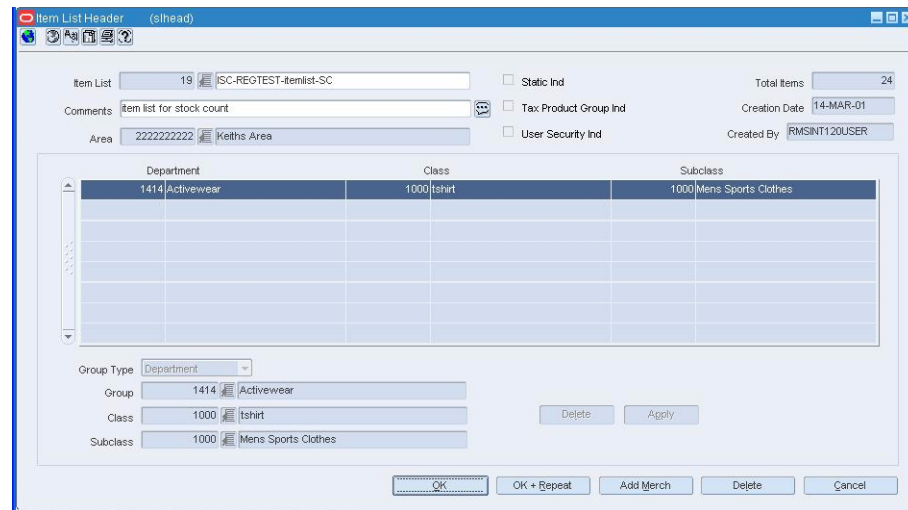 Item List Header (slhead)
Item List 19 ISC-REGTEST-itemlist-SC Static Ind Total Items 24
Comments item list for stock count Tax Product Group Ind Creation Date 14-MAR-01
Area 2222222222 Keiths Area User Security Ind Created By RMSINT120USER
Department Class Subclass
1414 Activewear 1000 tshirt 1000 Mens Sports Clothes
Group Type Department
Group 1414 Activewear
Class 1000 tshirt Delete Apply
Subclass 1000 Mens Sports Clothes
OK OK + Repeat Add Merch Delete Cancel